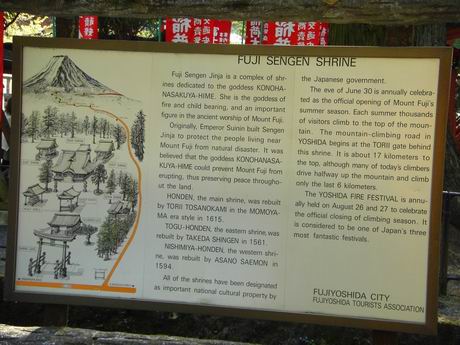 FUJI SENGEN SHRINE
Fuji Sengen Jinja is a complex of shr-
ines dedicated to the goddess KONOHA-
NASAKUYA-HIME. She is the goddess of
fire and child bearing, and an important
figure in the ancient worship of Mount Fuji.
Originally, Emperor Suinin built Sengen
Jinja to protect the people living near
Mount Fuji from natural disaster. It was
believed that the goddess KONOHANASA-
KUYA-HIME could prevent Mount Fuji from
erupting, thus preserving peace througho-
ut the land.
HONDEN, the main shrine, was rebuilt
by TORII TOSANOKAMI in the MOMOYA-
MA era style in 1615.
TOGU-HONDEN, the eastern shrine, was
rebuilt by TAKEDA SHINGEN in 1561.
NISHIMIYA-HONDEN, the western shri-
ne, was rebuilt by ASANO SAEMON in
1594.
All of the shrines have been designated
as important national cultural property by
the Japanese government.
The eve of June 30 is annually celebra-
ted as the official opening of Mount Fuji's
summer season. Each summer thousands
of visitors climb to the top of the moun-
tain. The mountain-climbing road in
YOSHIDA begins at the TORII gate behind
this shrine. It is about 17 kilometers to
the top, although many of today's climbers
drive halfway up the mountain and climb
only the last 6 kilometers.
The YOSHIDA FIRE FESTIVAL is annua-
lly held on August 26 and 27 to celebrate
the official closing of climbing season. It
is considered to be one of Japan's three
most fantastic festivals.
FUJIYOSHIDA CITY
FUJIYOSHIDA TOURISTS ASSOCIATION